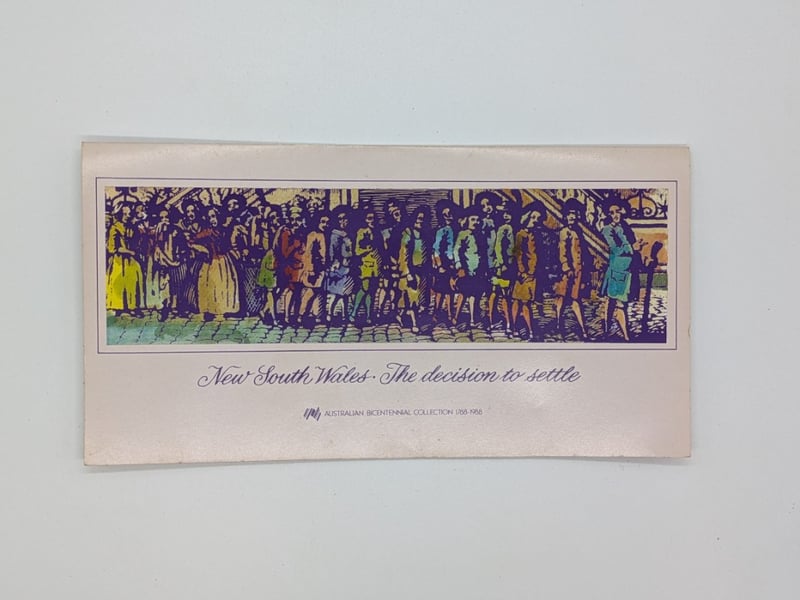 New South Wales · The decision to settle
AUSTRALIAN BICENTENNIAL COLLECTION 1788-1988